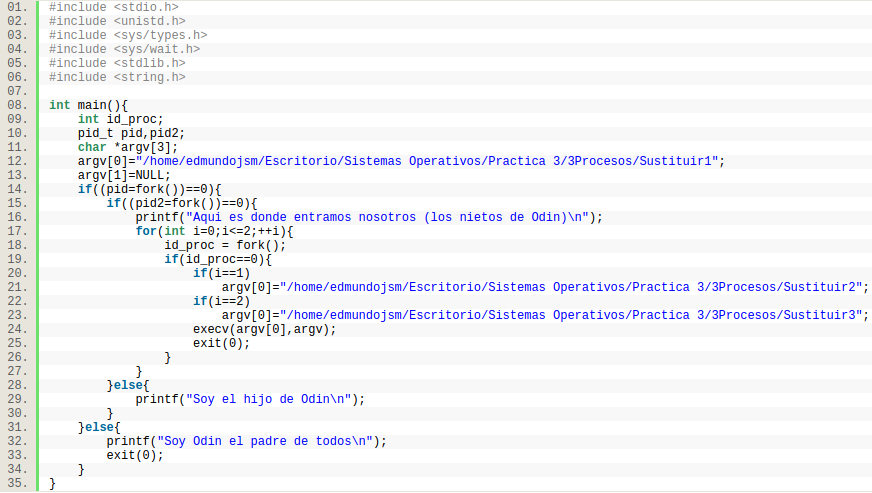 01. #include <stdio.h>
02. #include <unistd.h>
03. #include <sys/types.h>
04. #include <sys/wait.h>
05. #include <stdlib.h>
06. #include <string.h>
07.
08. int main(){
09.     int id_proc;
10.     pid_t pid,pid2;
11.     char *argv[3];
12.     argv[0]="/home/edmundojsm/Escritorio/Sistemas Operativos/Practica 3/3Procesos/Sustituir1";
13.     argv[1]=NULL;
14.     if((pid=fork())==0){
15.         if((pid2=fork())==0){
16.             printf("Aqui es donde entramos nosotros (los nietos de Odin)\n");
17.             for(int i=0;i<=2;++i){
18.                 id_proc = fork();
19.                 if(id_proc==0){
20.                     if(i==1)
21.                         argv[0]="/home/edmundojsm/Escritorio/Sistemas Operativos/Practica 3/3Procesos/Sustituir2";
22.                     if(i==2)
23.                         argv[0]="/home/edmundojsm/Escritorio/Sistemas Operativos/Practica 3/3Procesos/Sustituir3";
24.                     execv(argv[0],argv);
25.                     exit(0);
26.                 }
27.             }
28.         }else{
29.             printf("Soy el hijo de Odin\n");
30.         }
31.     }else{
32.         printf("Soy Odin el padre de todos\n");
33.         exit(0);
34.     }
35. }